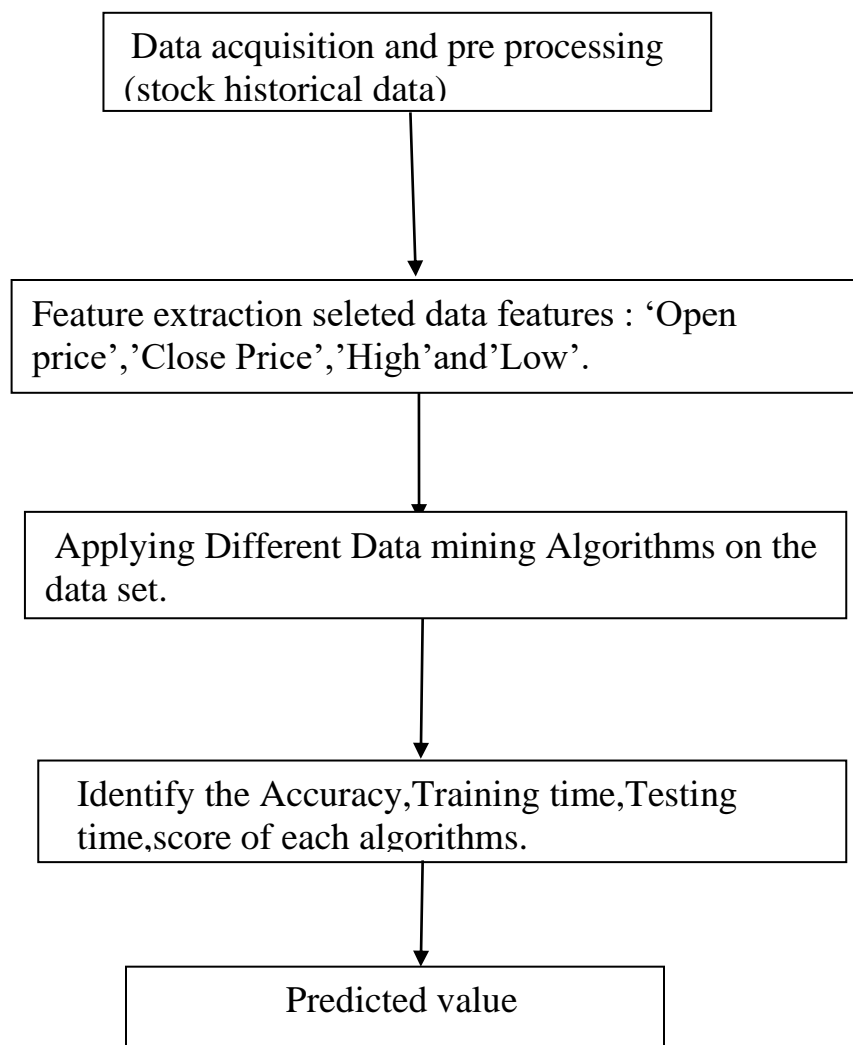 Data acquisition and pre processing
(stock historical data)
Feature extraction seleted data features : ‘Open
price’,’Close Price’,’High’and’Low’.
Applying Different Data mining Algorithms on the
data set.
Identify the Accuracy,Training time,Testing
time,score of each algorithms.
Predicted value